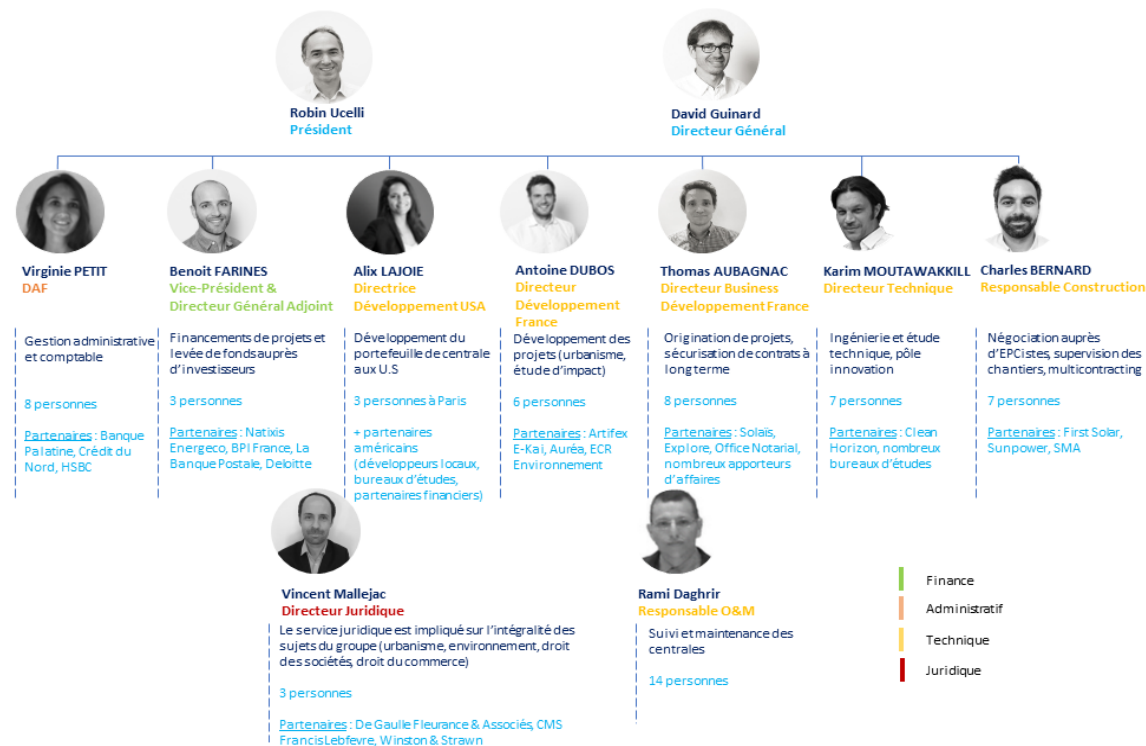 Robin Ucelli
Président
David Guinard
Directeur Général
Virginie PETIT
DAF
Gestion administrative
et comptable
8 personnes
Partenaires : Banque
Palatine, Crédit du
Nord, HSBC
Benoit FARINES
Vice-Président &
Directeur Général Adjoint
Financements de projets et
levée de fonds auprès
d'investisseurs
3 personnes
Partenaires : Natixis
Energeco, BPI France, La
Banque Postale, Deloitte
Alix LAJOIE
Directrice
Développement USA
Développement du
portefeuille de centrale
aux U.S
3 personnes à Paris
+ partenaires
américains
(développeurs locaux,
bureaux d'études,
partenaires financiers)
Antoine DUBOS
Directeur
Développement
France
Développement des
projets (urbanisme,
étude d'impact)
6 personnes
Partenaires : Artifex
E-Kai, Auréa, ECR
Environnement
Thomas AUBAGNAC
Directeur Business
Développement France
Origination de projets,
sécurisation de contrats à
long terme
8 personnes
Partenaires : Solaïs,
Explore, Office Notarial,
nombreux apporteurs
d'affaires
Karim MOUTAWAKKILL
Directeur Technique
Ingénierie et étude
technique, pôle
innovation
7 personnes
Partenaires : Clean
Horizon, nombreux
bureaux d'études
Charles BERNARD
Responsable Construction
Négociation auprès
d'EPCistes, supervision des
chantiers, multicontracting
7 personnes
Partenaires : First Solar,
Sunpower, SMA
Vincent Mallejac
Directeur Juridique
Le service juridique est impliqué sur l'intégralité des
sujets du groupe (urbanisme, environnement, droit
des sociétés, droit du commerce)
3 personnes
Partenaires : De Gaulle Fleurance & Associés, CMS
Francis Lebfevre, Winston & Strawn
Rami Daghrir
Responsable O&M
Suivi et maintenance des
centrales
14 personnes
Finance
Administratif
Technique
Juridique